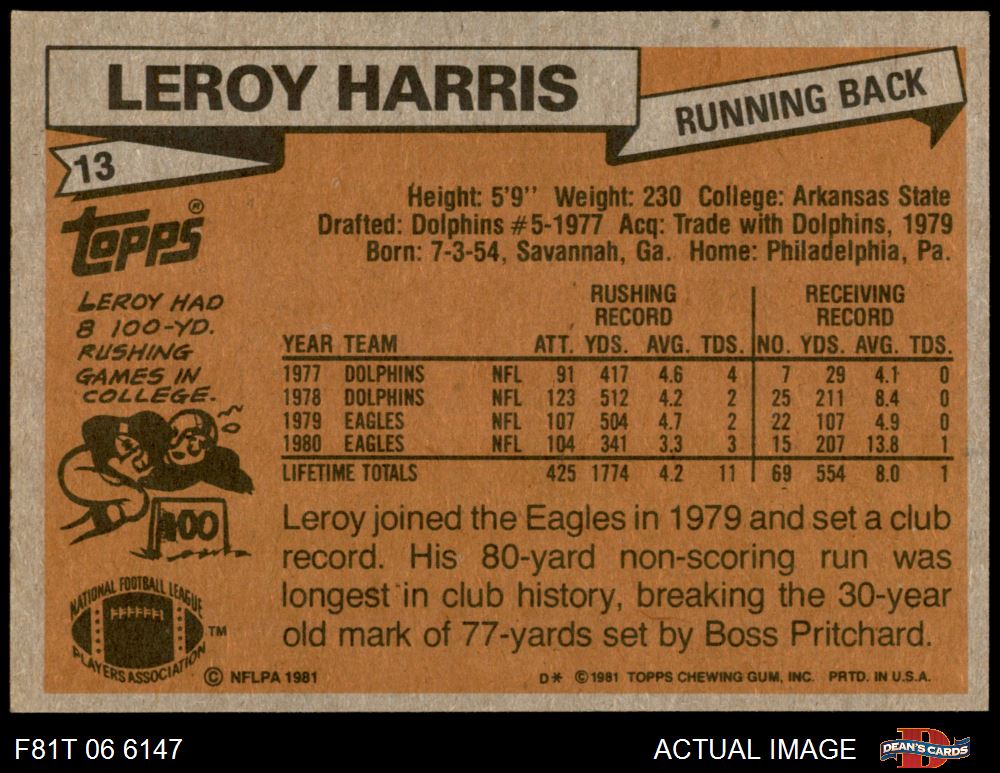 LEROY HARRIS
RUNNING BACK
13
topps®
Height: 5'9'' Weight: 230 College: Arkansas State
Drafted: Dolphins #5-1977 Acq: Trade with Dolphins, 1979
Born: 7-3-54, Savannah, Ga. Home: Philadelphia, Pa.
LEROY HAD
8 100-YD.
RUSHING
GAMES IN
COLLEGE.
100
RUSHING RECEIVING
RECORD RECORD
YEAR TEAM ATT. YDS. AVG. TDS. NO. YDS. AVG. TDS.
1977 DOLPHINS NFL 91 417 4.6 4 7 29 4.1 0
1978 DOLPHINS NFL 123 512 4.2 2 25 211 8.4 0
1979 EAGLES NFL 107 504 4.7 2 22 107 4.9 0
1980 EAGLES NFL 104 341 3.3 3 15 207 13.8 1
LIFETIME TOTALS 425 1774 4.2 11 69 554 8.0 1
Leroy joined the Eagles in 1979 and set a club
record. His 80-yard non-scoring run was
longest in club history, breaking the 30-year
old mark of 77-yards set by Boss Pritchard.
NATIONAL FOOTBALL LEAGUE
PLAYERS ASSOCIATION
TM
© NFLPA 1981
D* © 1981 TOPPS CHEWING GUM, INC. PRTD. IN U.S.A.
F81T 06 6147
ACTUAL IMAGE
DEAN'S CARDS